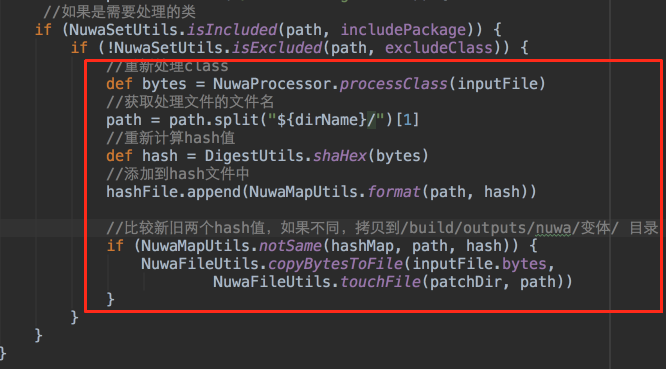 //如果是需要处理的类
if (NuwaSetUtils.isIncluded(path, includePackage)) {
if (!NuwaSetUtils.isExcluded(path, excludeClass)) {
//重新处理class
def bytes = NuwaProcessor.processClass(inputFile)
//获取处理文件的文件名
path = path.split("${dirName}/")[1]
//重新计算hash值
def hash = DigestUtils.shaHex(bytes)
//添加到hash文件中
hashFile.append(NuwaMapUtils.format(path, hash))
//比较新旧两个hash值，如果不同，拷贝到/build/outputs/nuwa/变体/ 目录
if (NuwaMapUtils.notSame(hashMap, path, hash)) {
NuwaFileUtils.copyBytesToFile(inputFile.bytes,
NuwaFileUtils.touchFile(patchDir, path))
}
}
}
}